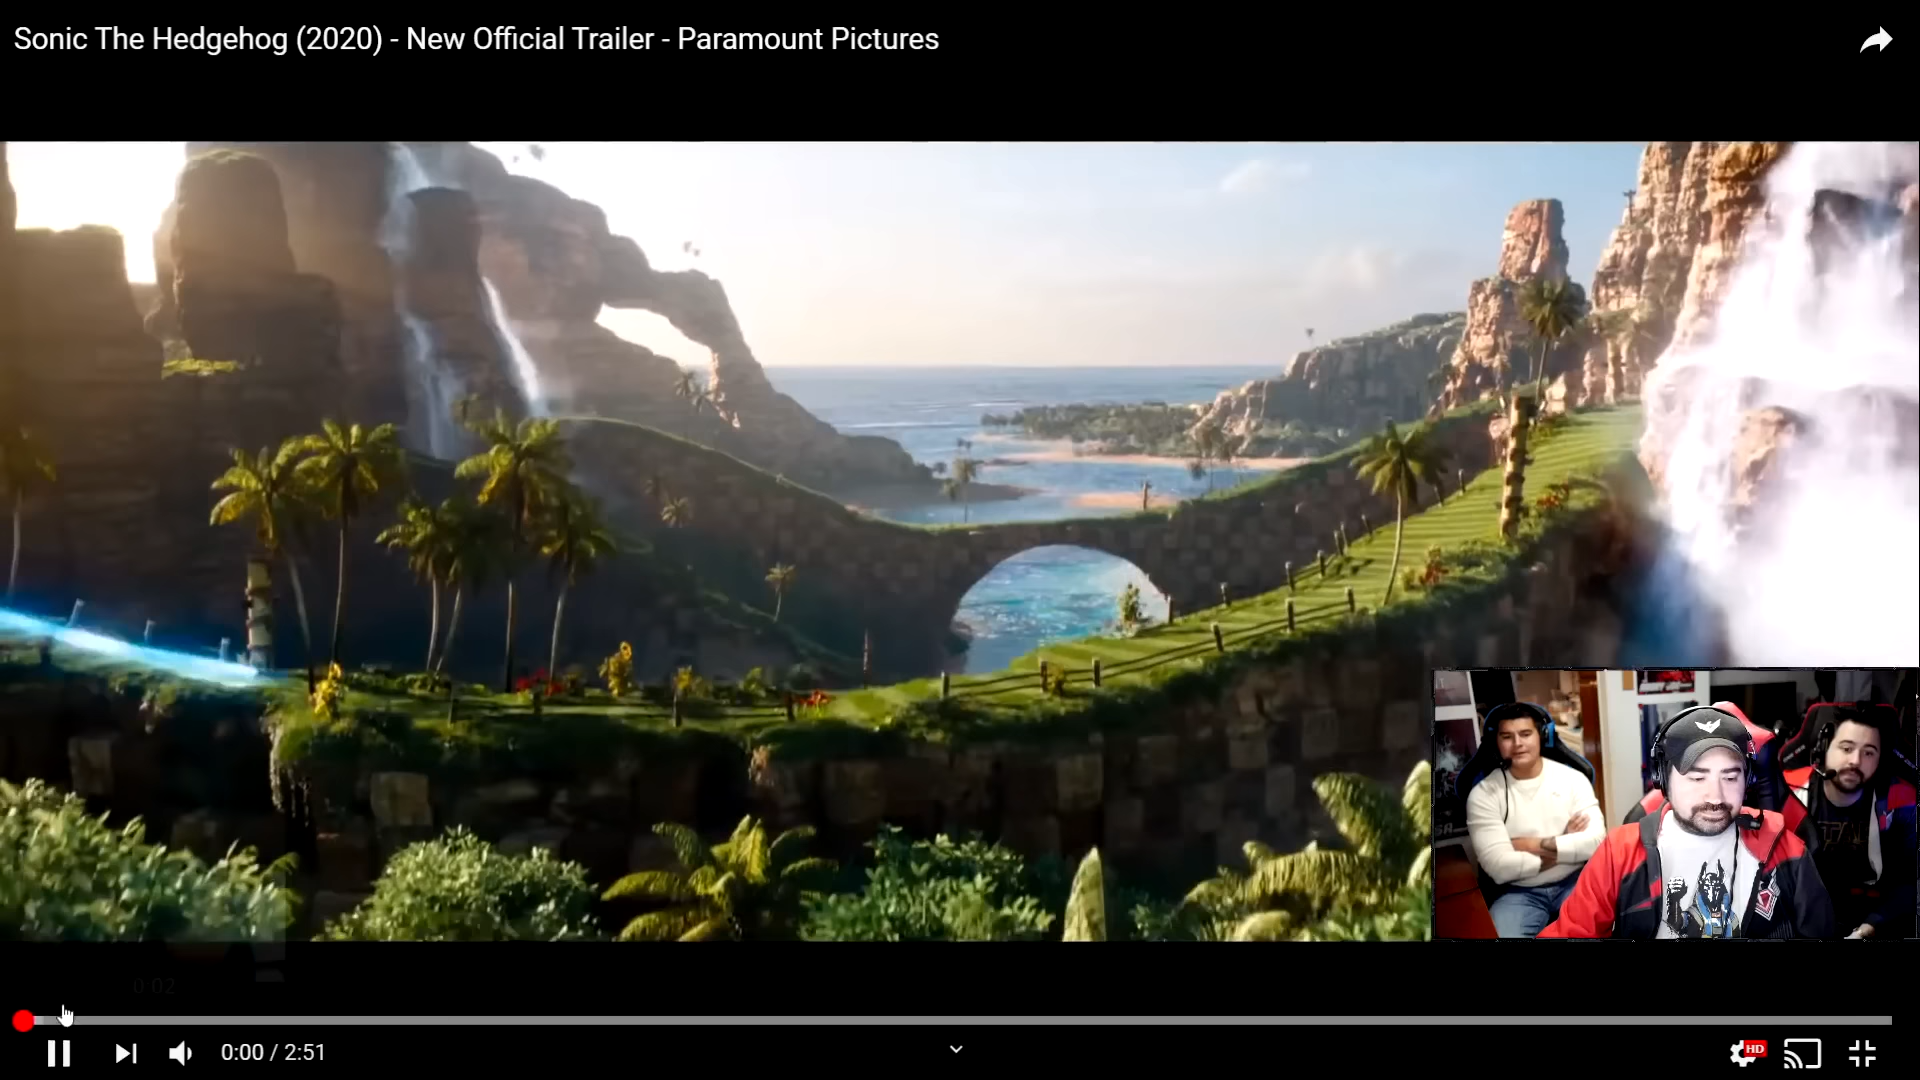 Sonic The Hedgehog (2020) - New Official Trailer - Paramount Pictures
0:02
0:00 / 2:51
HD